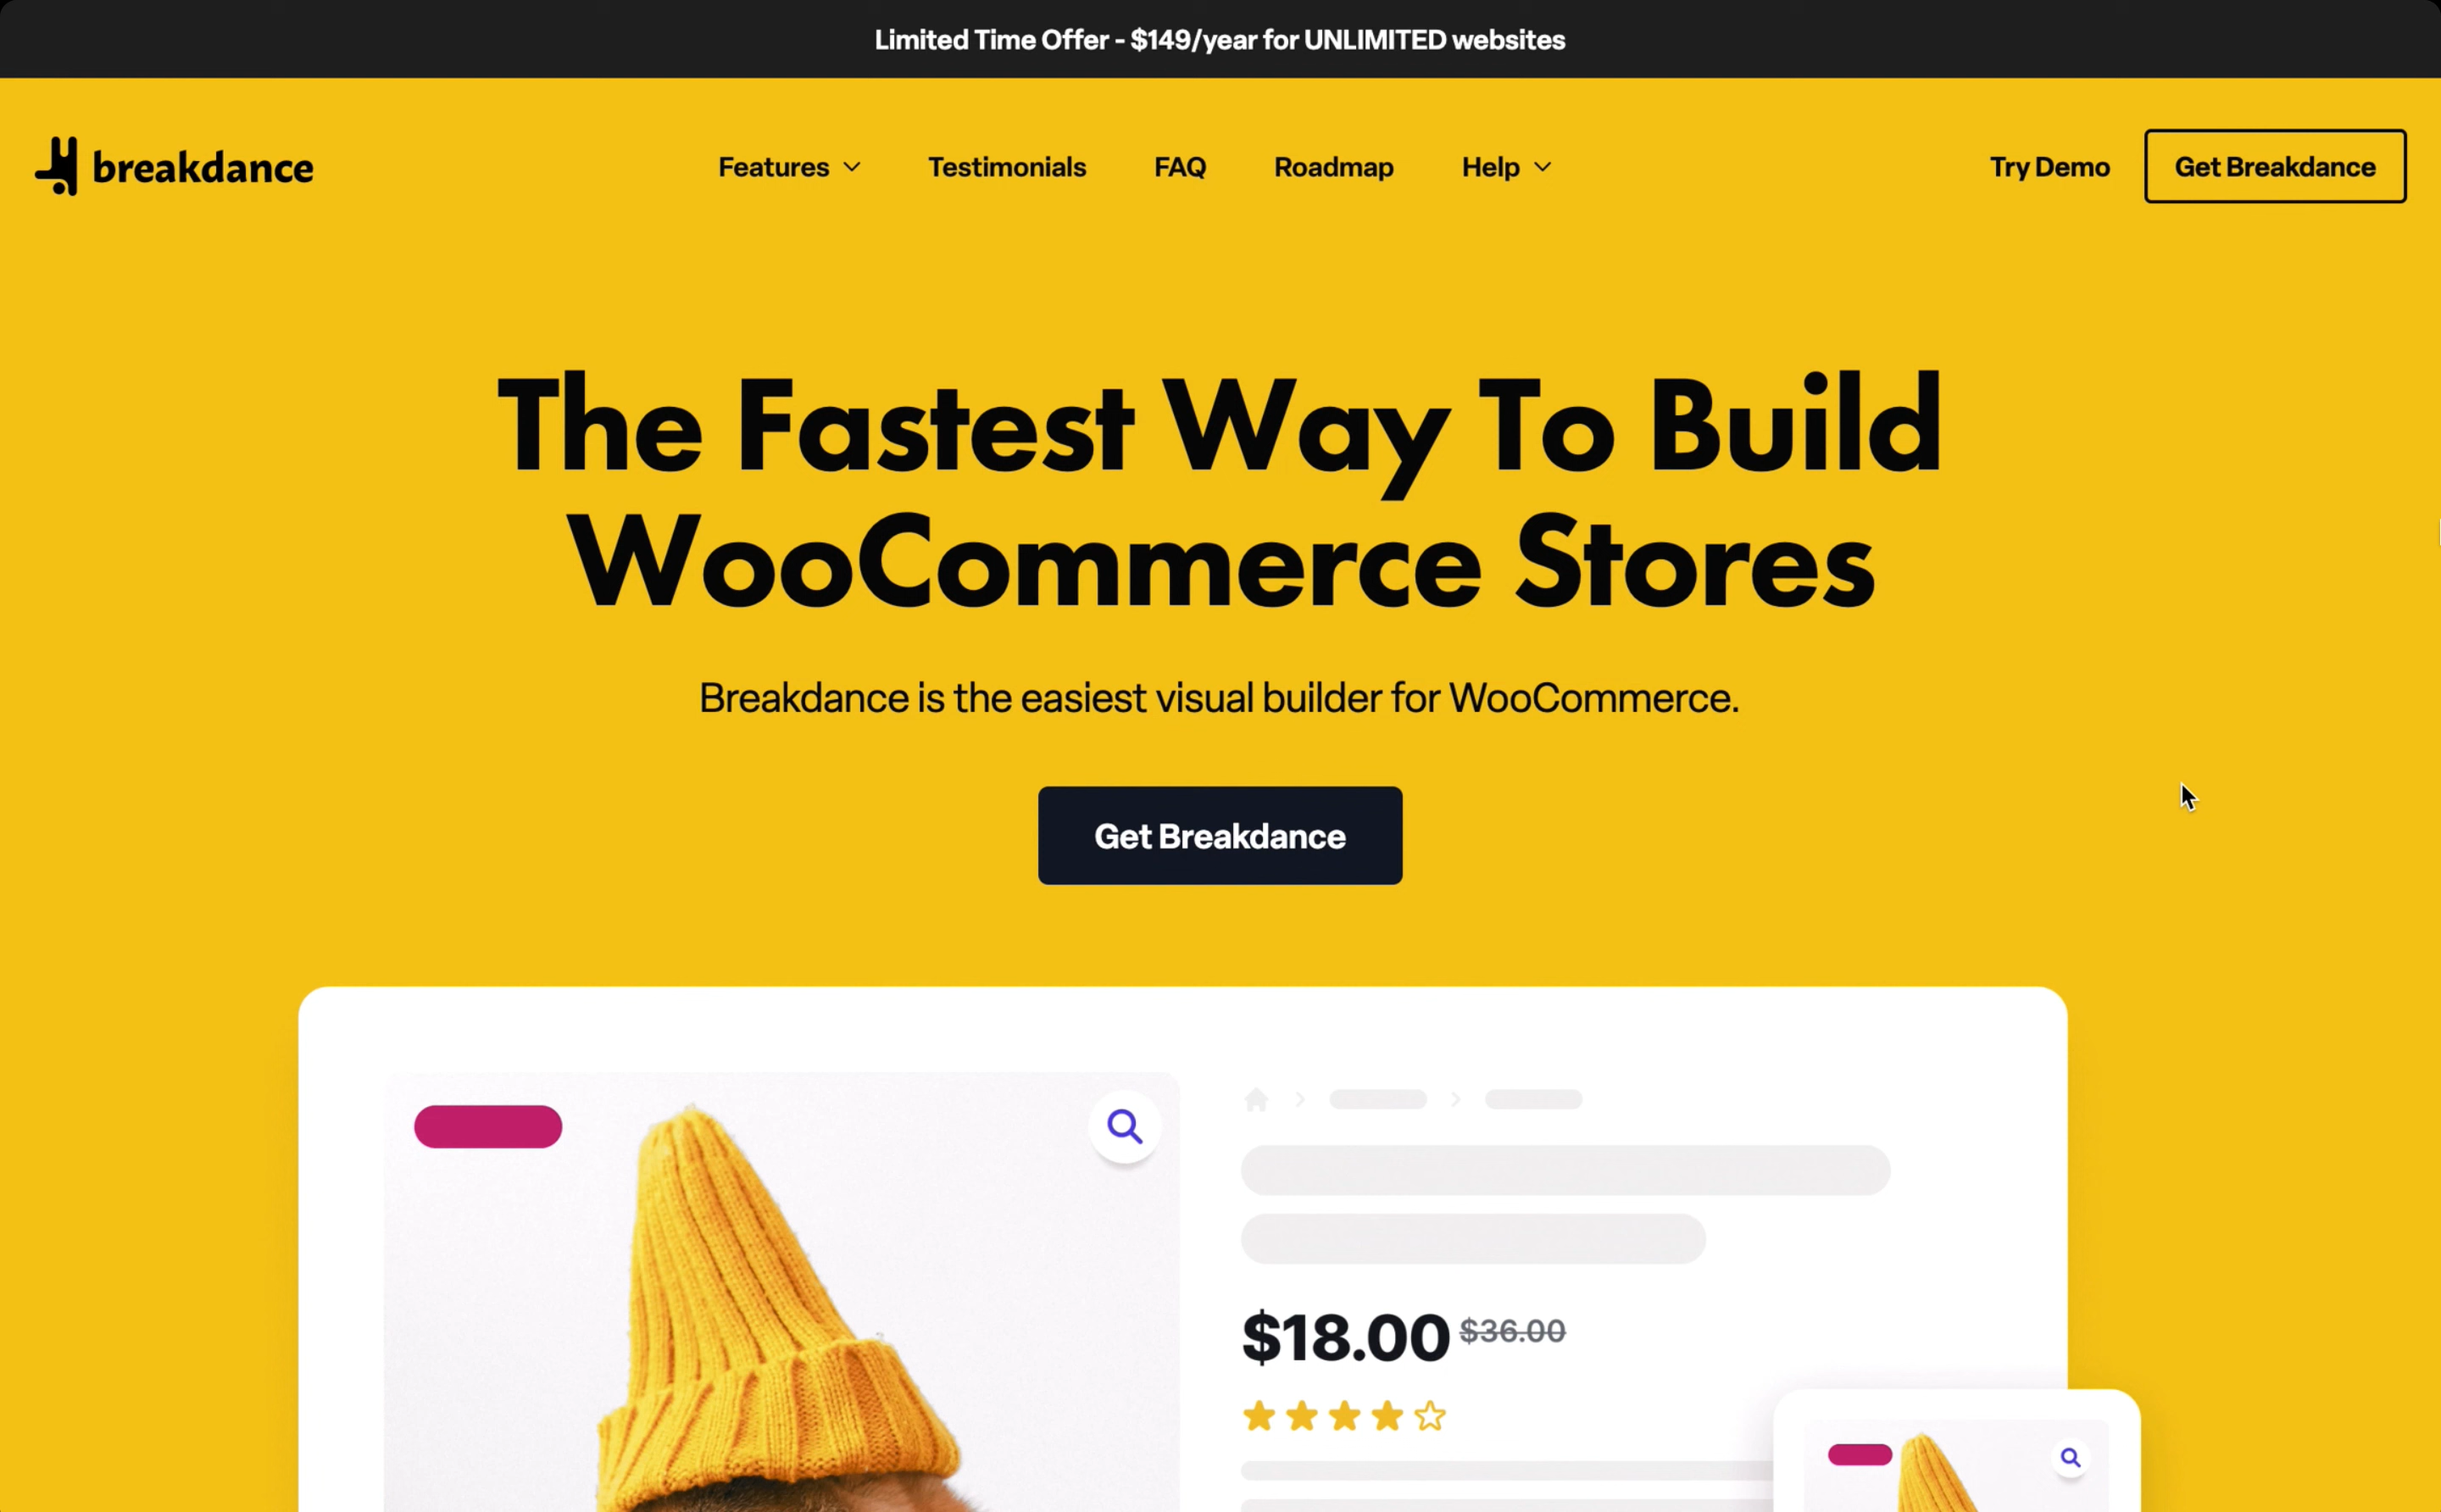 Limited Time Offer - $149/year for UNLIMITED websites
breakdance
Features
Testimonials
FAQ
Roadmap
Help
Try Demo
Get Breakdance
The Fastest Way To Build
WooCommerce Stores
Breakdance is the easiest visual builder for WooCommerce.
Get Breakdance
$18.00 $36.00